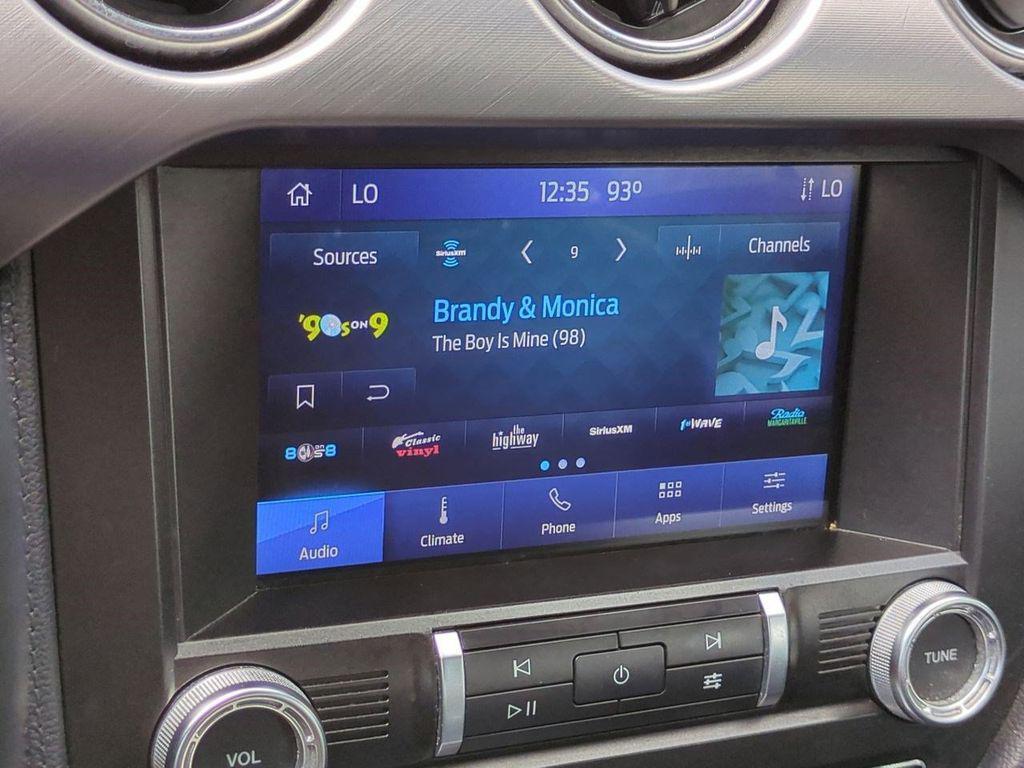 LO 12:35 93º LO
Sources SiriusXM 9 Channels
'90s ON 9
Brandy & Monica
The Boy Is Mine (98)
80s on 8
Classic vinyl
the highway
SiriusXM
1st WAVE
Radio MARGARITAVILLE
Audio Climate Phone Apps Settings
VOL
TUNE